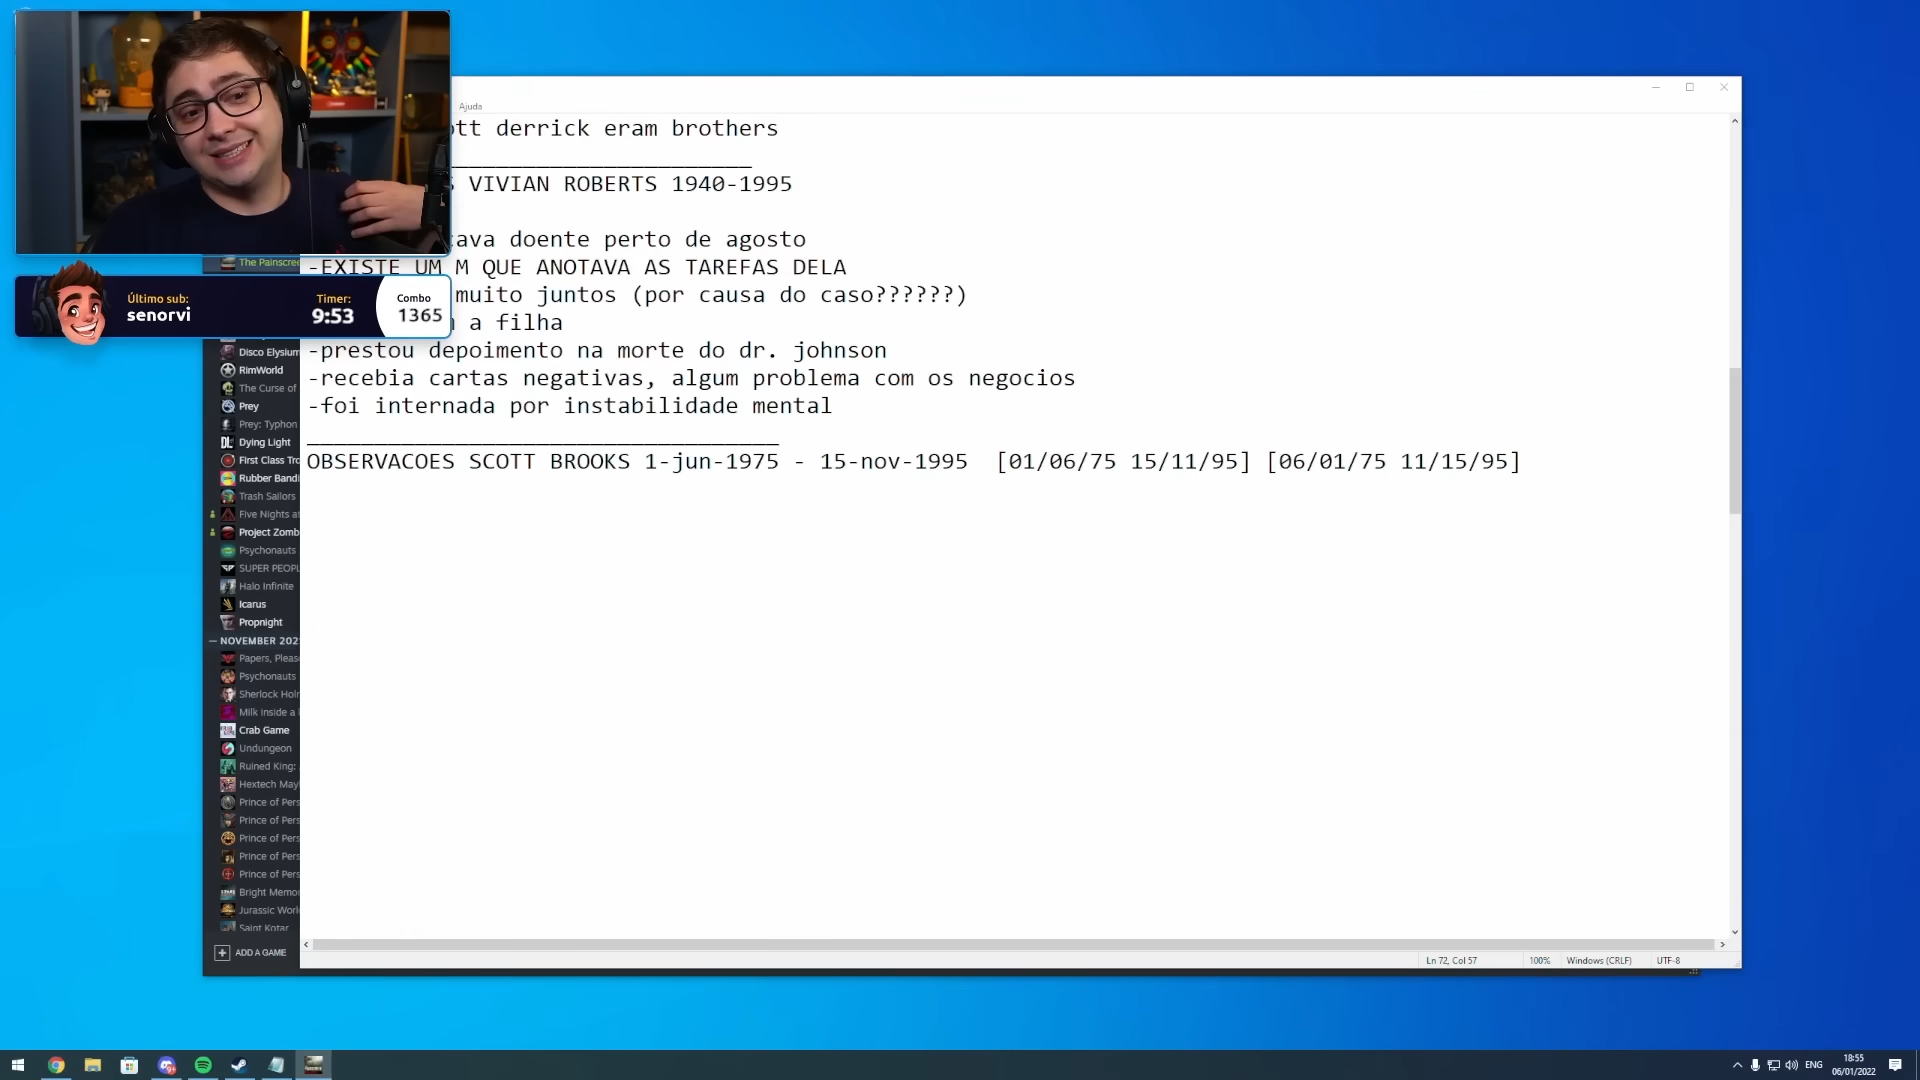 Ajuda
tt derrick eram brothers
VIVIAN ROBERTS 1940-1995
ava doente perto de agosto
-EXISTE UM M QUE ANOTAVA AS TAREFAS DELA
muito juntos (por causa do caso??????)
a filha
-prestou depoimento na morte do dr. johnson
-recebia cartas negativas, algum problema com os negocios
-foi internada por instabilidade mental
OBSERVACOES SCOTT BROOKS 1-jun-1975 - 15-nov-1995 [01/06/75 15/11/95] [06/01/75 11/15/95]
The Painscre
Último sub:
senorvi
Timer:
9:53
Combo
1365
Disco Elysium
RimWorld
The Curse of
Prey
Prey: Typhon
Dying Light
First Class Tro
Rubber Bandi
Trash Sailors
Five Nights a
Project Zomb
Psychonauts
SUPER PEOPL
Halo Infinite
Icarus
Propnight
— NOVEMBER 202
Papers, Pleas
Psychonauts
Sherlock Holm
Milk inside a
Crab Game
Undungeon
Ruined King:
Hextech May
Prince of Pers
Prince of Pers
Prince of Pers
Prince of Pers
Prince of Pers
Bright Memo
Jurassic Worl
Saint Kotar
ADD A GAME
Ln 72, Col 57
100%
Windows (CRLF)
UTF-8
ENG
18:55
06/01/2022